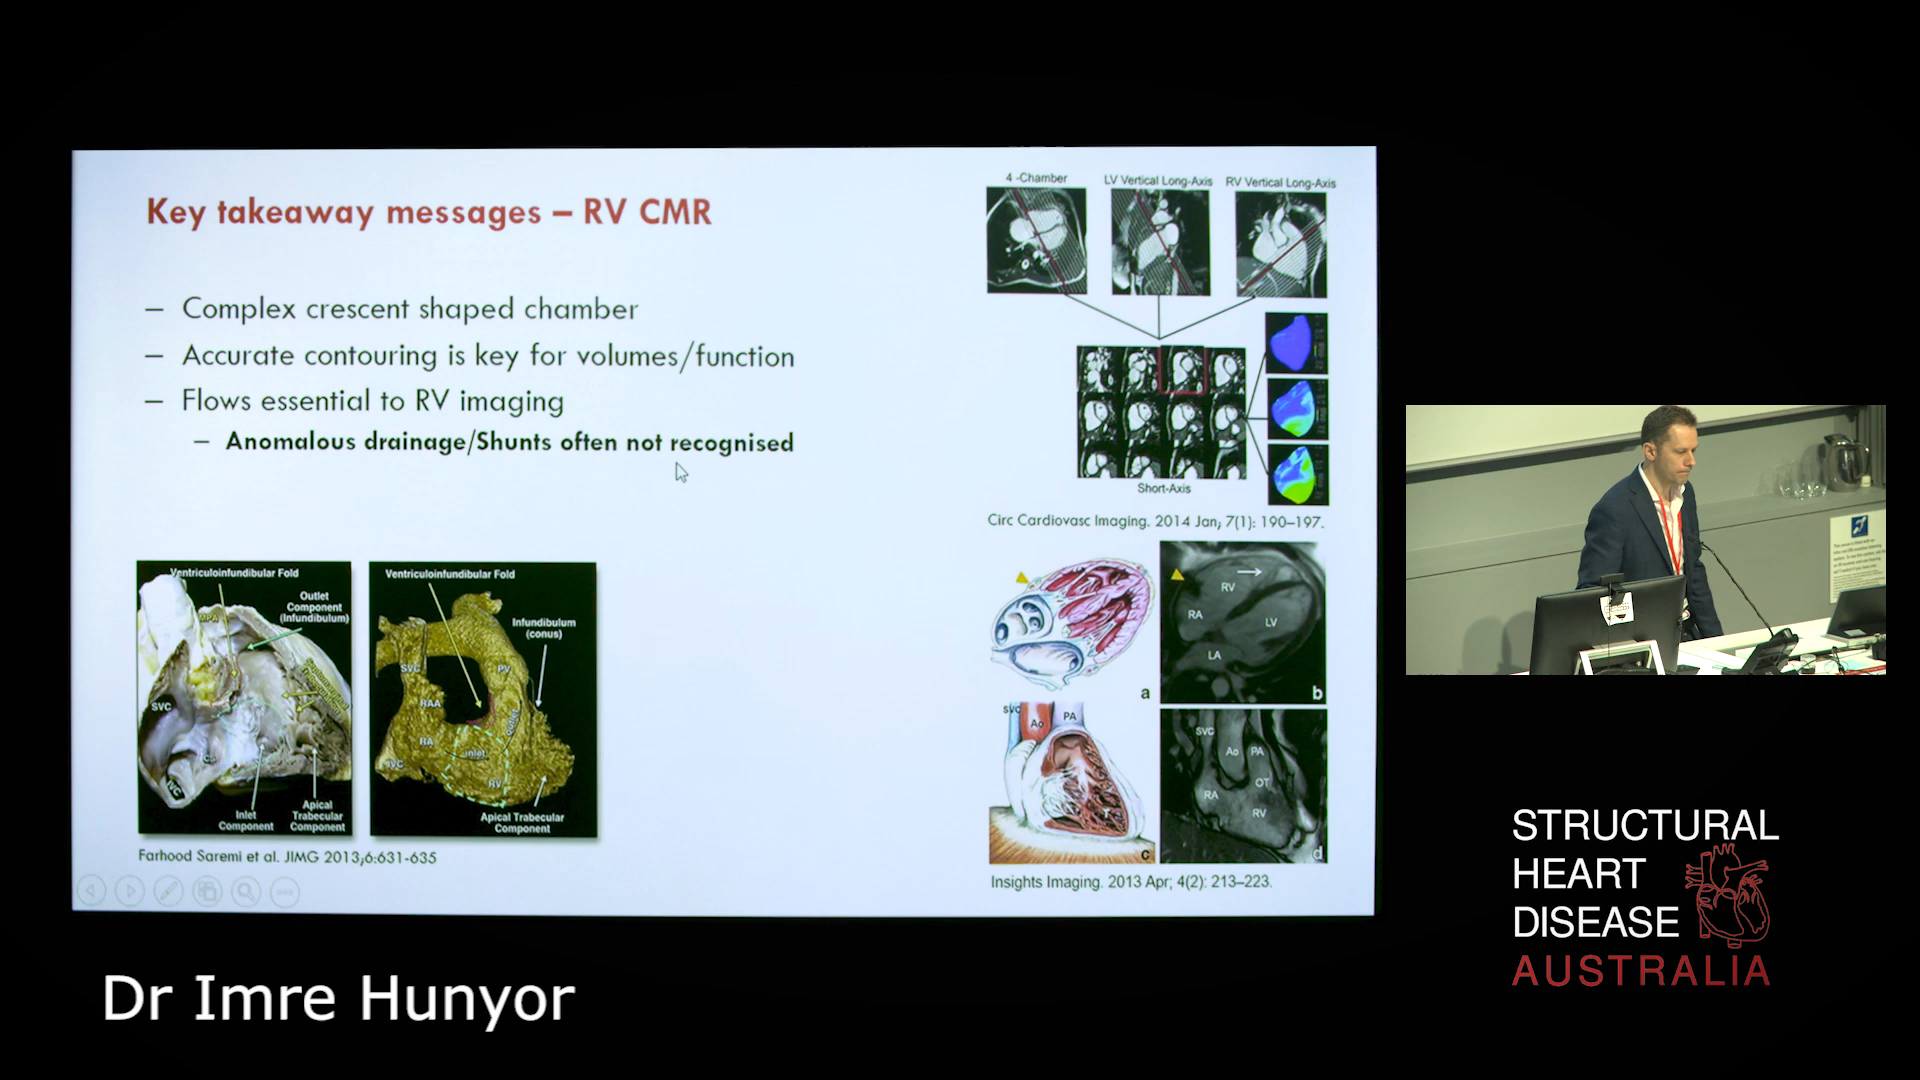 Key takeaway messages – RV CMR
– Complex crescent shaped chamber
– Accurate contouring is key for volumes/function
– Flows essential to RV imaging
– Anomalous drainage/Shunts often not recognised
4 -Chamber
LV Vertical Long-Axis
RV Vertical Long-Axis
Short-Axis
Circ Cardiovasc Imaging. 2014 Jan; 7(1): 190–197.
Ventriculoinfundibular Fold
Outlet
Component
(Infundibulum)
MPA
SVC
IVC
Inlet
Component
Apical
Trabecular
Component
Ventriculoinfundibular Fold
Infundibulum
(conus)
SVC
PV
RAA
RA
outlet
inlet
IVC
RV
Apical Trabecular
Component
Farhood Saremi et al. JIMG 2013;6:631-635
a
RV
RA
LV
LA
b
SVC
Ao
PA
T
c
SVC
Ao
PA
OT
RA
RV
d
Insights Imaging. 2013 Apr; 4(2): 213–223.
STRUCTURAL
HEART
DISEASE
AUSTRALIA
Dr Imre Hunyor